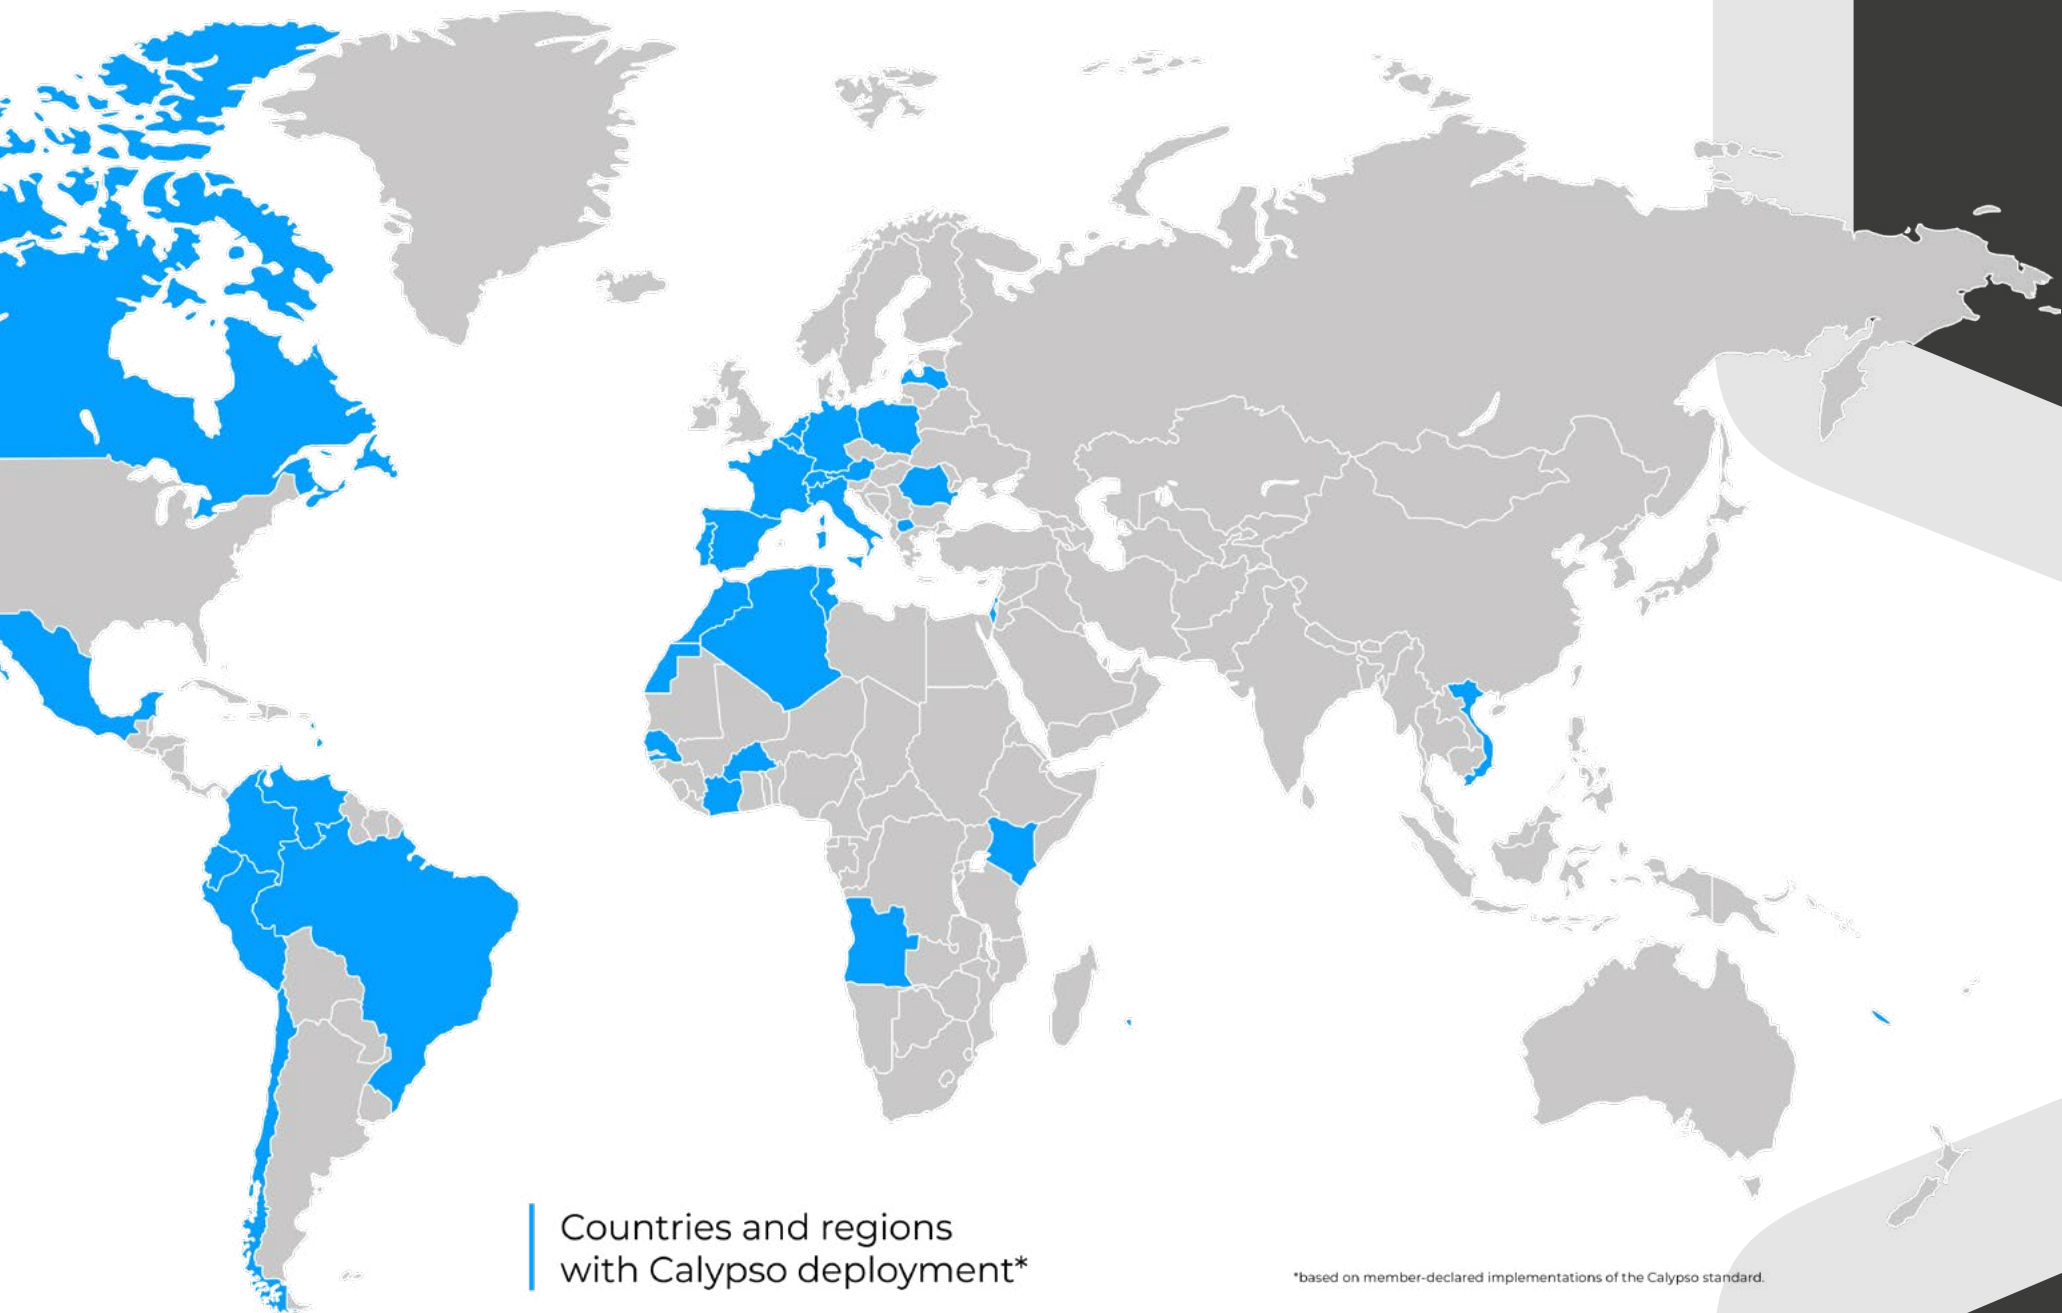 Countries and regions
with Calypso deployment*
*based on member-declared implementations of the Calypso standard.